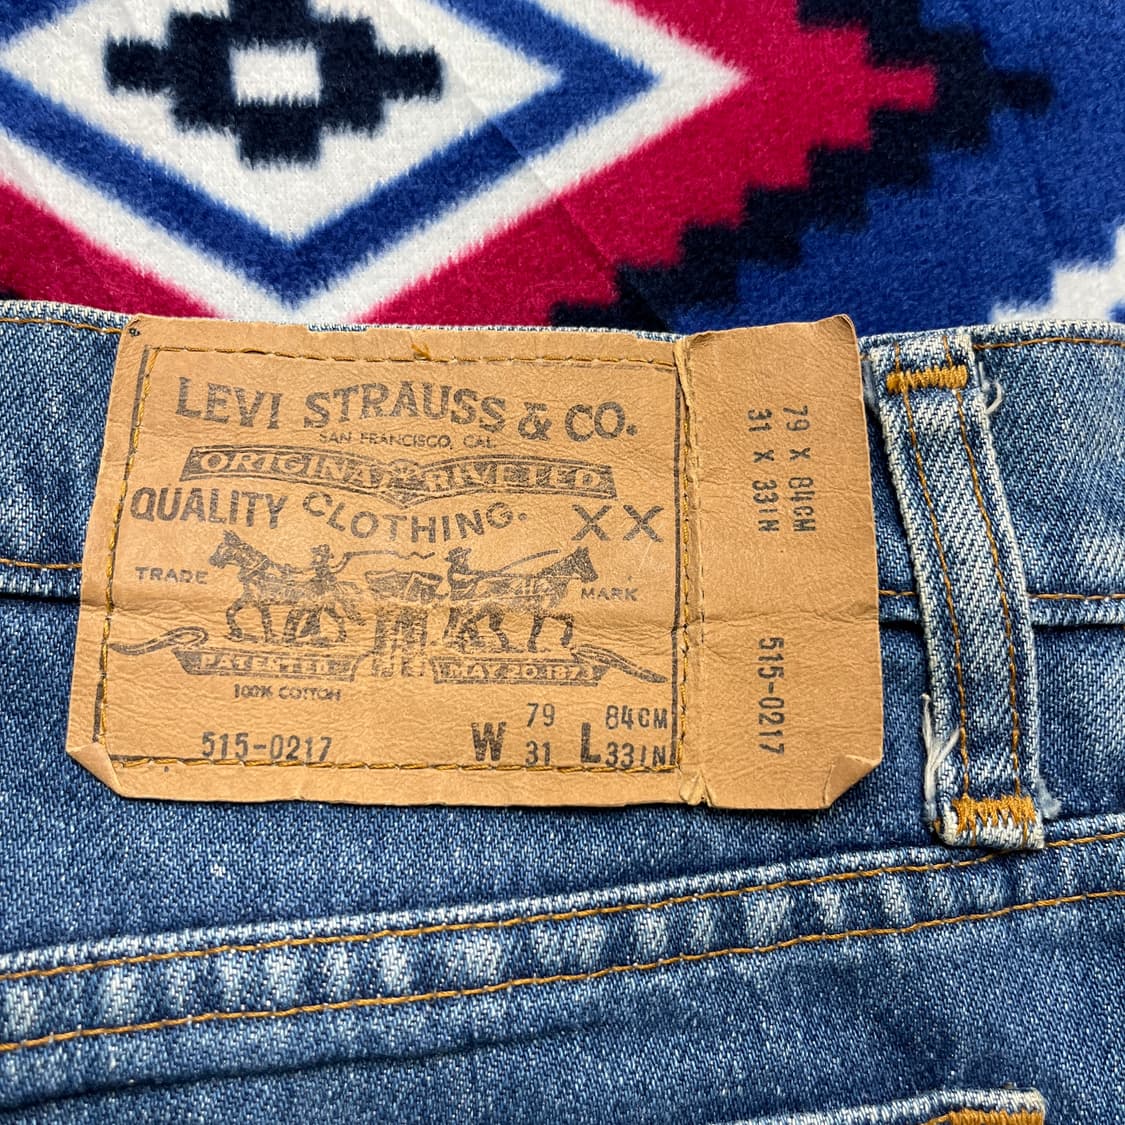 LEVI STRAUSS & CO.
SAN FRANCISCO, CAL.
ORIGINAL RIVETED
QUALITY CLOTHING.
XX
TRADE MARK
PATENTED IN U.S. MAY 20, 1873
100% COTTON
515-0217
W 79 L 84CM
31 33IN
79 X 84CM
31 X 33IN
515-0217